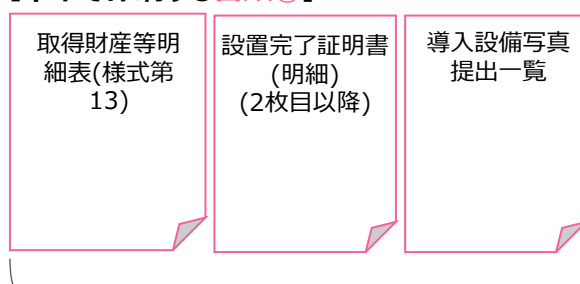 取得財産等明
細表(様式第
13)
設置完了証明書
(明細)
(2枚目以降)
導入設備写真
提出一覧